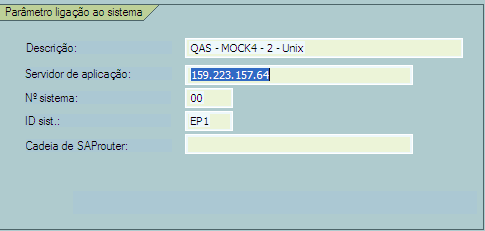 Parâmetro ligação ao sistema
Descrição: QAS - MOCK4 - 2 - Unix
Servidor de aplicação: 159.223.157.64
Nº sistema: 00
ID sist.: EP1
Cadeia de SAProuter: